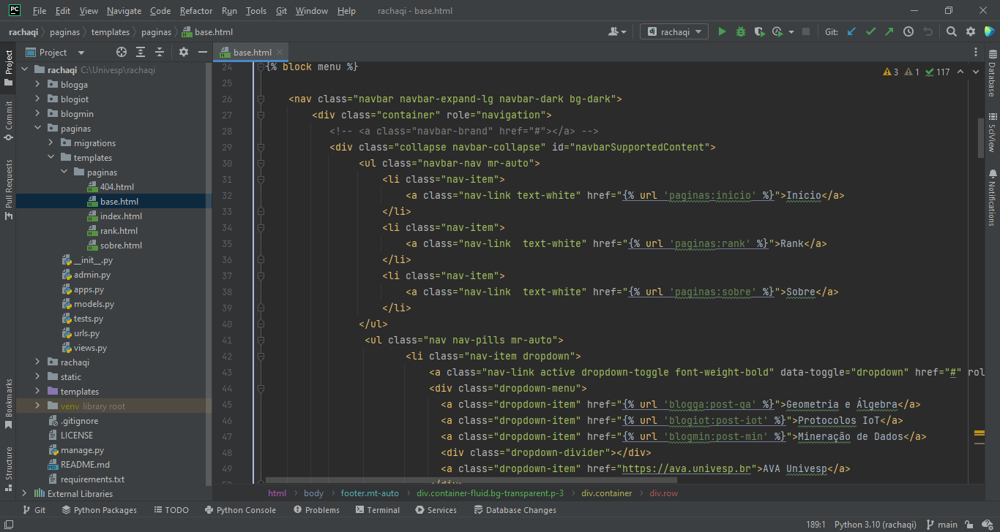 PC File Edit View Navigate Code Refactor Run Tools Git Window Help rachaqi - base.html
rachaqi paginas templates paginas base.html rachaqi Git:
Project base.html
3 1 117
rachaqi C:\Univesp\rachaqi
blogga
blogiot
blogmin
paginas
migrations
templates
paginas
404.html
base.html
index.html
rank.html
sobre.html
__init__.py
admin.py
apps.py
models.py
tests.py
urls.py
views.py
rachaqi
static
templates
venv library root
.gitignore
LICENSE
manage.py
README.md
requirements.txt
External Libraries
Project
Commit
Pull Requests
Bookmarks
Structure
24 {% block menu %}
25
26 <nav class="navbar navbar-expand-lg navbar-dark bg-dark">
27 <div class="container" role="navigation">
28 <!-- <a class="navbar-brand" href="#"></a> -->
29 <div class="collapse navbar-collapse" id="navbarSupportedContent">
30 <ul class="navbar-nav mr-auto">
31 <li class="nav-item">
32 <a class="nav-link text-white" href="{% url 'paginas:inicio' %}">Início</a>
33 </li>
34 <li class="nav-item">
35 <a class="nav-link  text-white" href="{% url 'paginas:rank' %}">Rank</a>
36 </li>
37 <li class="nav-item">
38 <a class="nav-link  text-white" href="{% url 'paginas:sobre' %}">Sobre</a>
39 </li>
40 </ul>
41 <ul class="nav nav-pills mr-auto">
42 <li class="nav-item dropdown">
43 <a class="nav-link active dropdown-toggle font-weight-bold" data-toggle="dropdown" href="#" rol
44 <div class="dropdown-menu">
45 <a class="dropdown-item" href="{% url 'blogga:post-ga' %}">Geometria e Álgebra</a>
46 <a class="dropdown-item" href="{% url 'blogiot:post-iot' %}">Protocolos IoT</a>
47 <a class="dropdown-item" href="{% url 'blogmin:post-min' %}">Mineração de Dados</a>
48 <div class="dropdown-divider"></div>
49 <a class="dropdown-item" href="https://ava.univesp.br">AVA Univesp</a>
Database
SciView
Notifications
html body footer.mt-auto div.container-fluid.bg-transparent.p-3 div.container div.row
Git Python Packages TODO Python Console Problems Terminal Services Database Changes
189:1 Python 3.10 (rachaqi) main